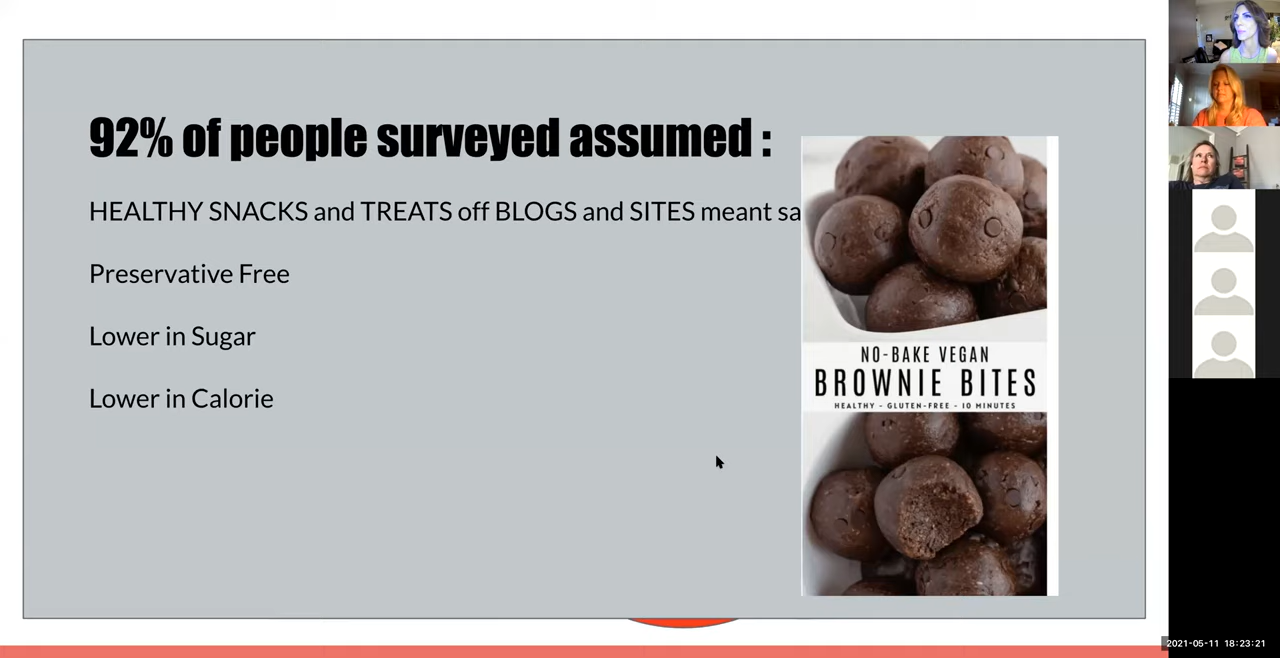 92% of people surveyed assumed :
HEALTHY SNACKS and TREATS off BLOGS and SITES meant
Preservative Free
Lower in Sugar
Lower in Calorie
NO-BAKE VEGAN
BROWNIE BITES
HEALTHY - GLUTEN-FREE - 10 MINUTES
2021-05-11 18:23:21